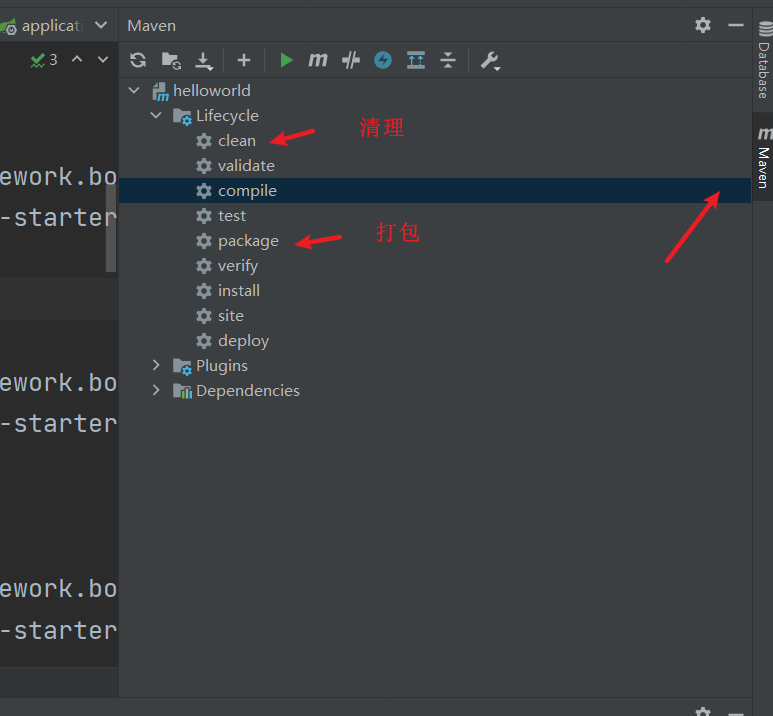 applicati
Maven
3
m
helloworld
Lifecycle
clean
清理
validate
compile
test
package
打包
verify
install
site
deploy
Plugins
Dependencies
ework.bo
-starter
ework.bo
-starter
ework.bo
-starter
Database
m
Maven